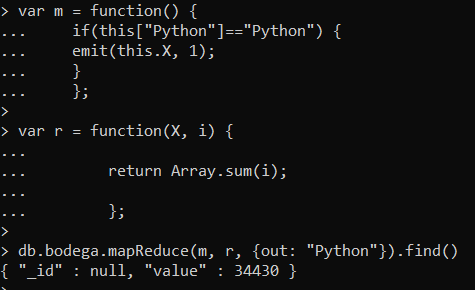 > var m = function() {
...     if(this["Python"]=="Python") {
...     emit(this.X, 1);
...     }
...     };
>
> var r = function(X, i) {
...
...         return Array.sum(i);
...
...         };
>
> db.bodega.mapReduce(m, r, {out: "Python"}).find()
{ "_id" : null, "value" : 34430 }
>